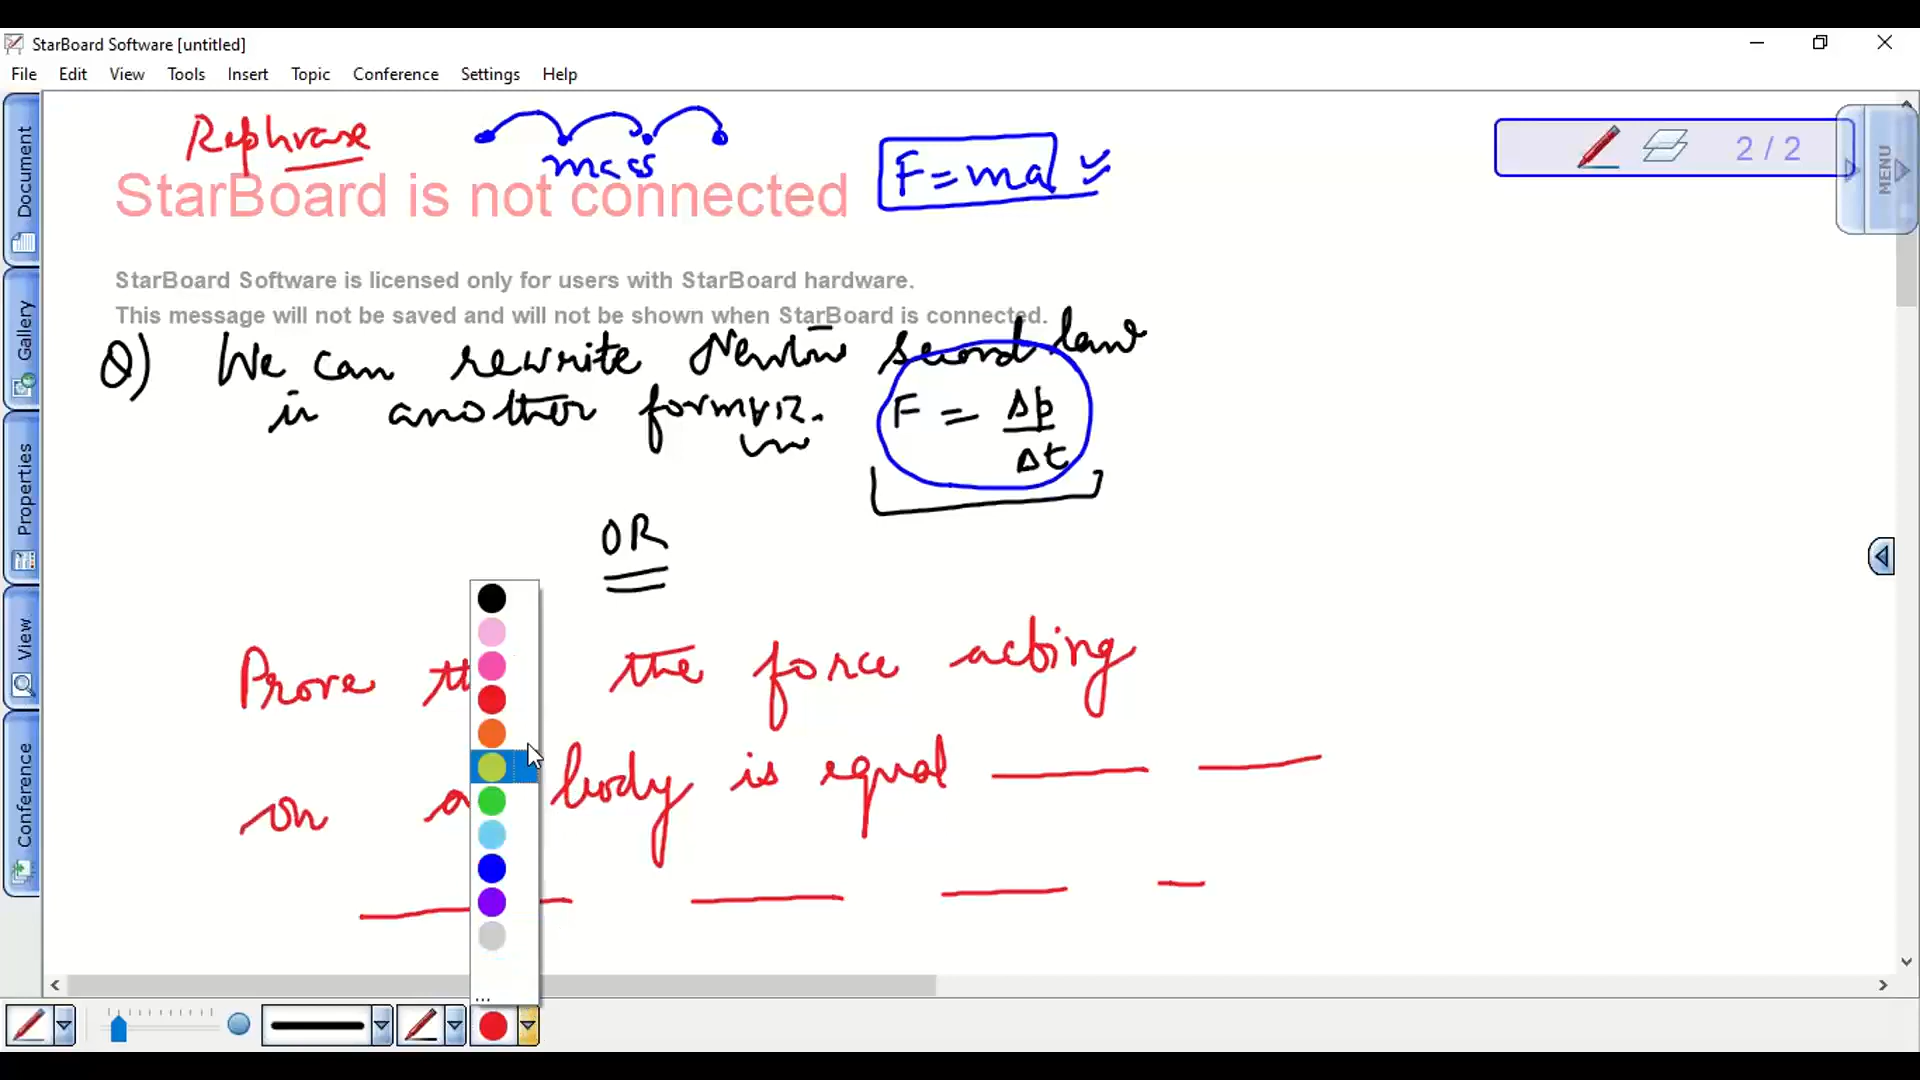 StarBoard Software [untitled]
File Edit View Tools Insert Topic Conference Settings Help
Document
Gallery
Properties
View
Conference
MENU
2 / 2
Rephrase
mass
F = ma
StarBoard is not connected
StarBoard Software is licensed only for users with StarBoard hardware.
This message will not be saved and will not be shown when StarBoard is connected.
Q) We can rewrite Newton second law
in another form viz. F = Δp/Δt
OR
Prove the force acting
on a body is equal
...